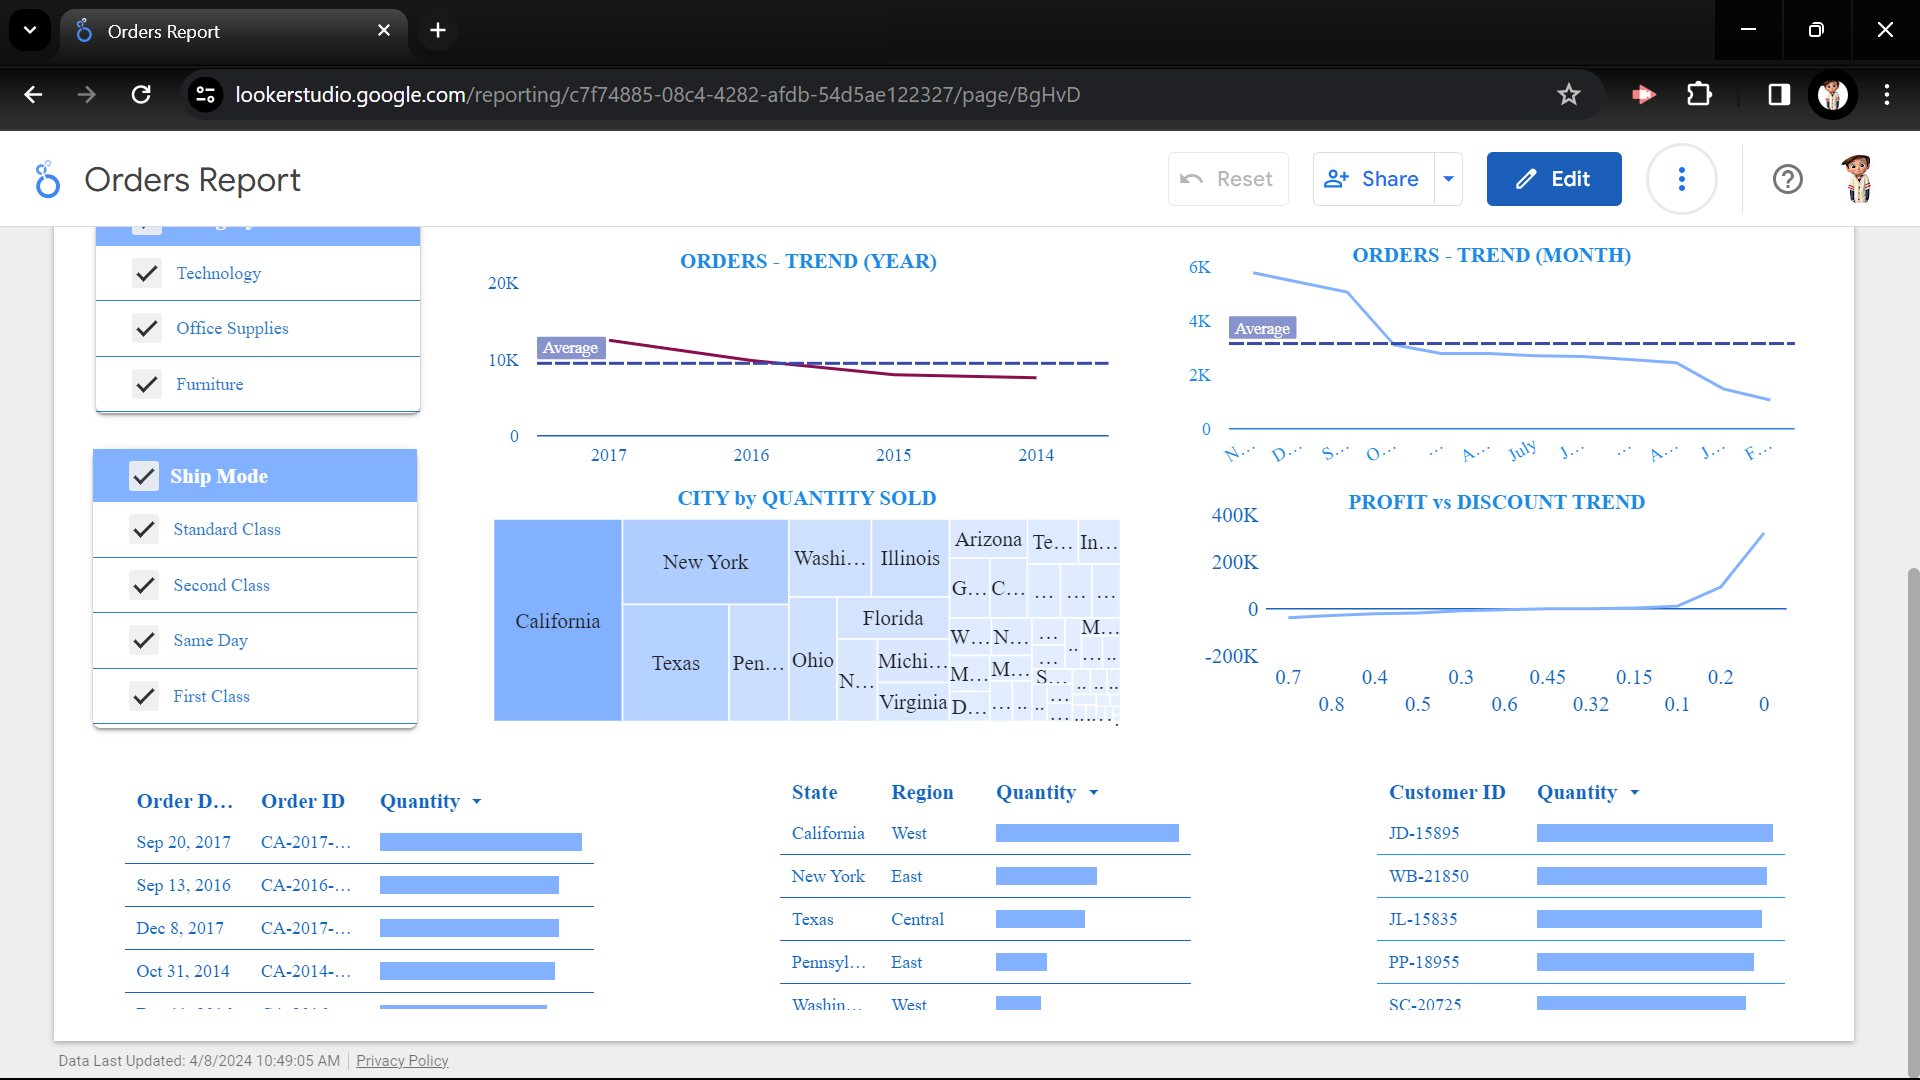 Orders Report
lookerstudio.google.com/reporting/c7f74885-08c4-4282-afdb-54d5ae122327/page/BgHvD
Orders Report
Reset
Share
Edit
Technology
Office Supplies
Furniture
Ship Mode
Standard Class
Second Class
Same Day
First Class
ORDERS - TREND (YEAR)
20K
10K
0
Average
2017 2016 2015 2014
ORDERS - TREND (MONTH)
6K
4K
2K
0
Average
N... D... S... O... ... A... July J... ... A... J... F...
CITY by QUANTITY SOLD
California
New York
Texas
Pen...
Washi...
Illinois
Ohio
Florida
N...
Michi...
Virginia
Arizona
Te...
In...
G...
C...
W...
N...
M...
M...
M...
S...
D...
PROFIT vs DISCOUNT TREND
400K
200K
0
-200K
0.7 0.4 0.3 0.45 0.15 0.2
0.8 0.5 0.6 0.32 0.1 0
Order D... Order ID Quantity
Sep 20, 2017 CA-2017-...
Sep 13, 2016 CA-2016-...
Dec 8, 2017 CA-2017-...
Oct 31, 2014 CA-2014-...
State Region Quantity
California West
New York East
Texas Central
Pennsyl... East
Washin... West
Customer ID Quantity
JD-15895
WB-21850
JL-15835
PP-18955
SC-20725
Data Last Updated: 4/8/2024 10:49:05 AM
Privacy Policy